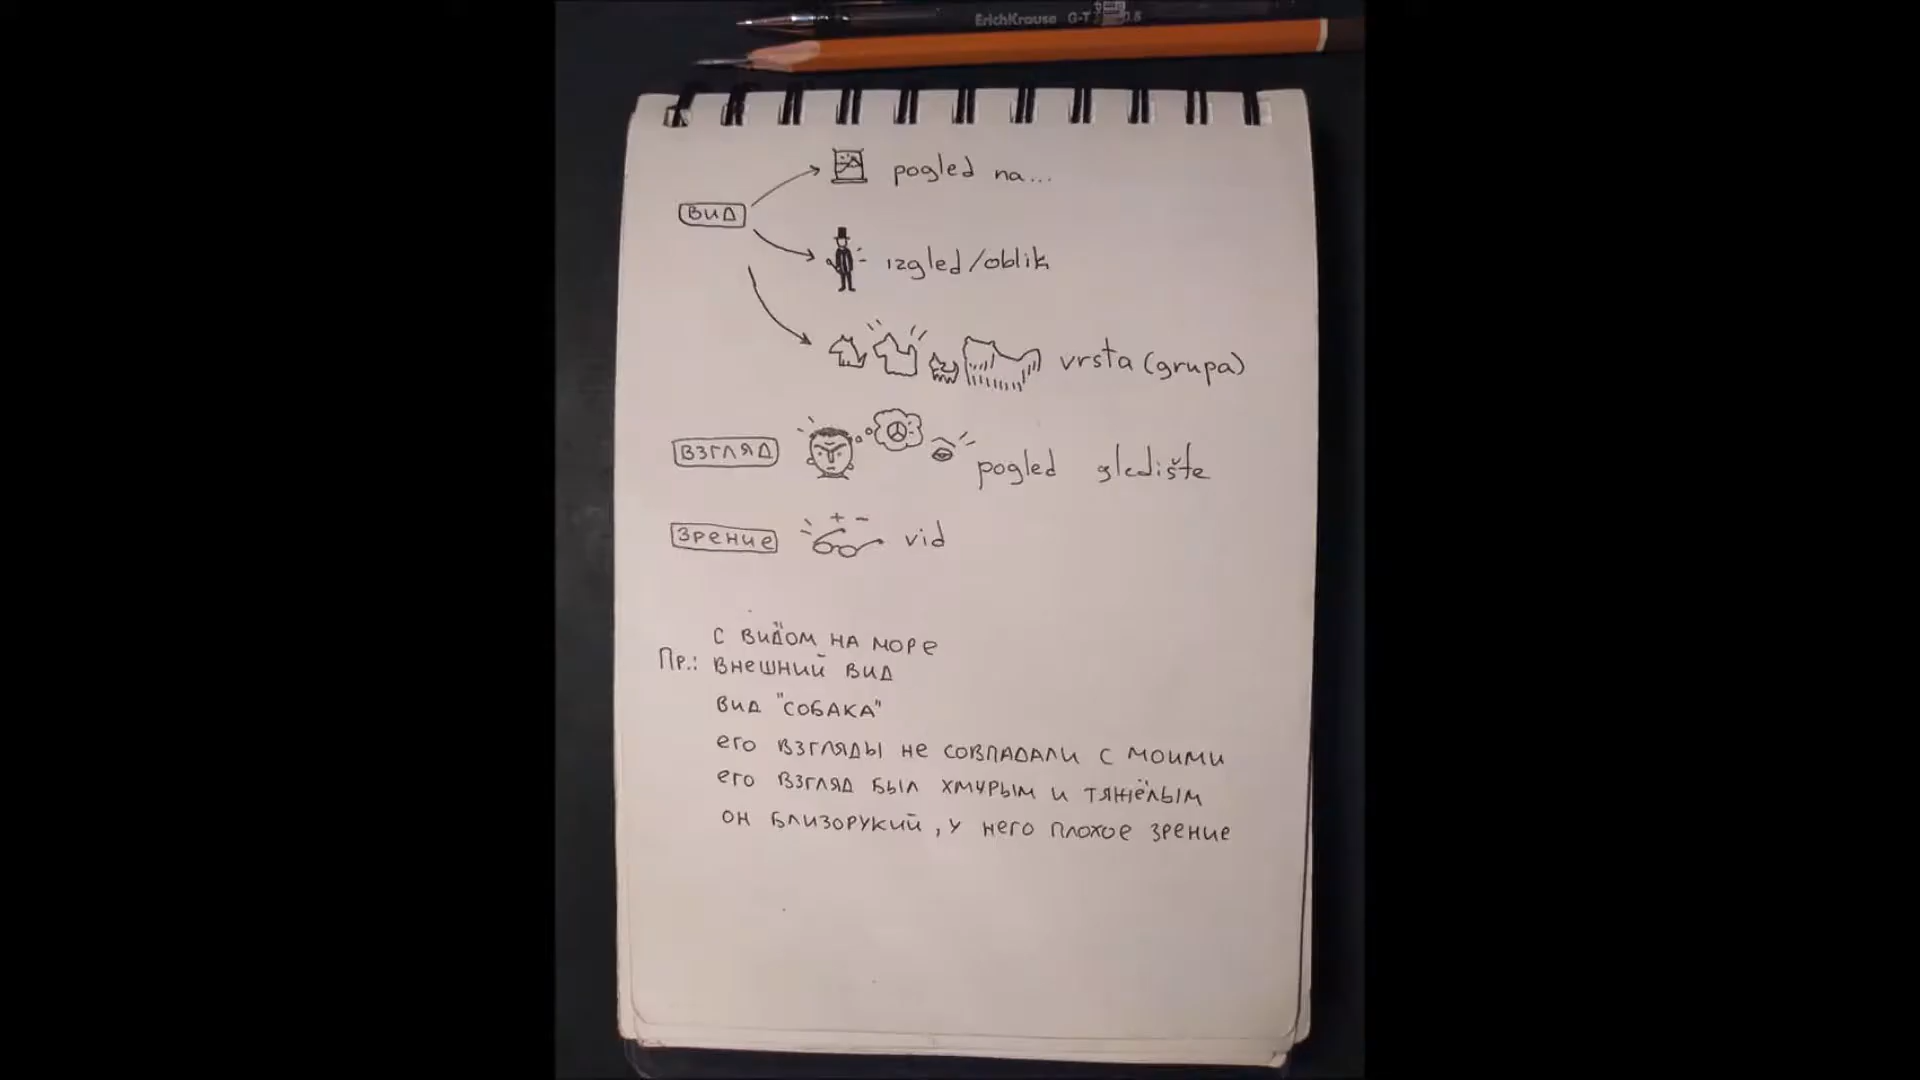 ErichKrause G-T
pogled na...
вид
izgled/oblik
vrsta (grupa)
взгляд
pogled gledište
зрение
+ -
vid
с видом на море
Пр.: внешний вид
вид "собака"
его взгляды не совпадали с моими
его взгляд был хмурым и тяжёлым
он близорукий, у него плохое зрение